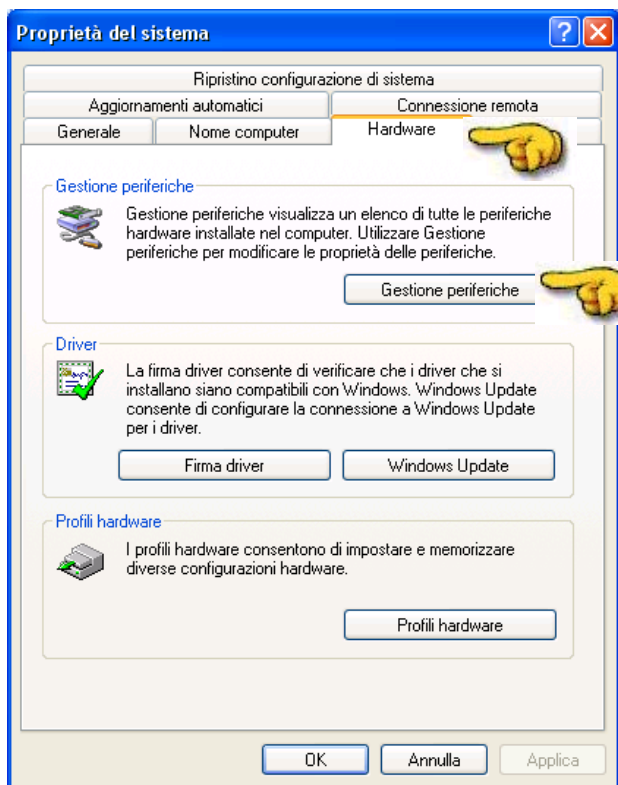 Proprietà del sistema
Ripristino configurazione di sistema
Aggiornamenti automatici Connessione remota
Generale Nome computer Hardware
Gestione periferiche
Gestione periferiche visualizza un elenco di tutte le periferiche
hardware installate nel computer. Utilizzare Gestione
periferiche per modificare le proprietà delle periferiche.
Gestione periferiche
Driver
La firma driver consente di verificare che i driver che si
installano siano compatibili con Windows. Windows Update
consente di configurare la connessione a Windows Update
per i driver.
Firma driver Windows Update
Profili hardware
I profili hardware consentono di impostare e memorizzare
diverse configurazioni hardware.
Profili hardware
OK Annulla Applica